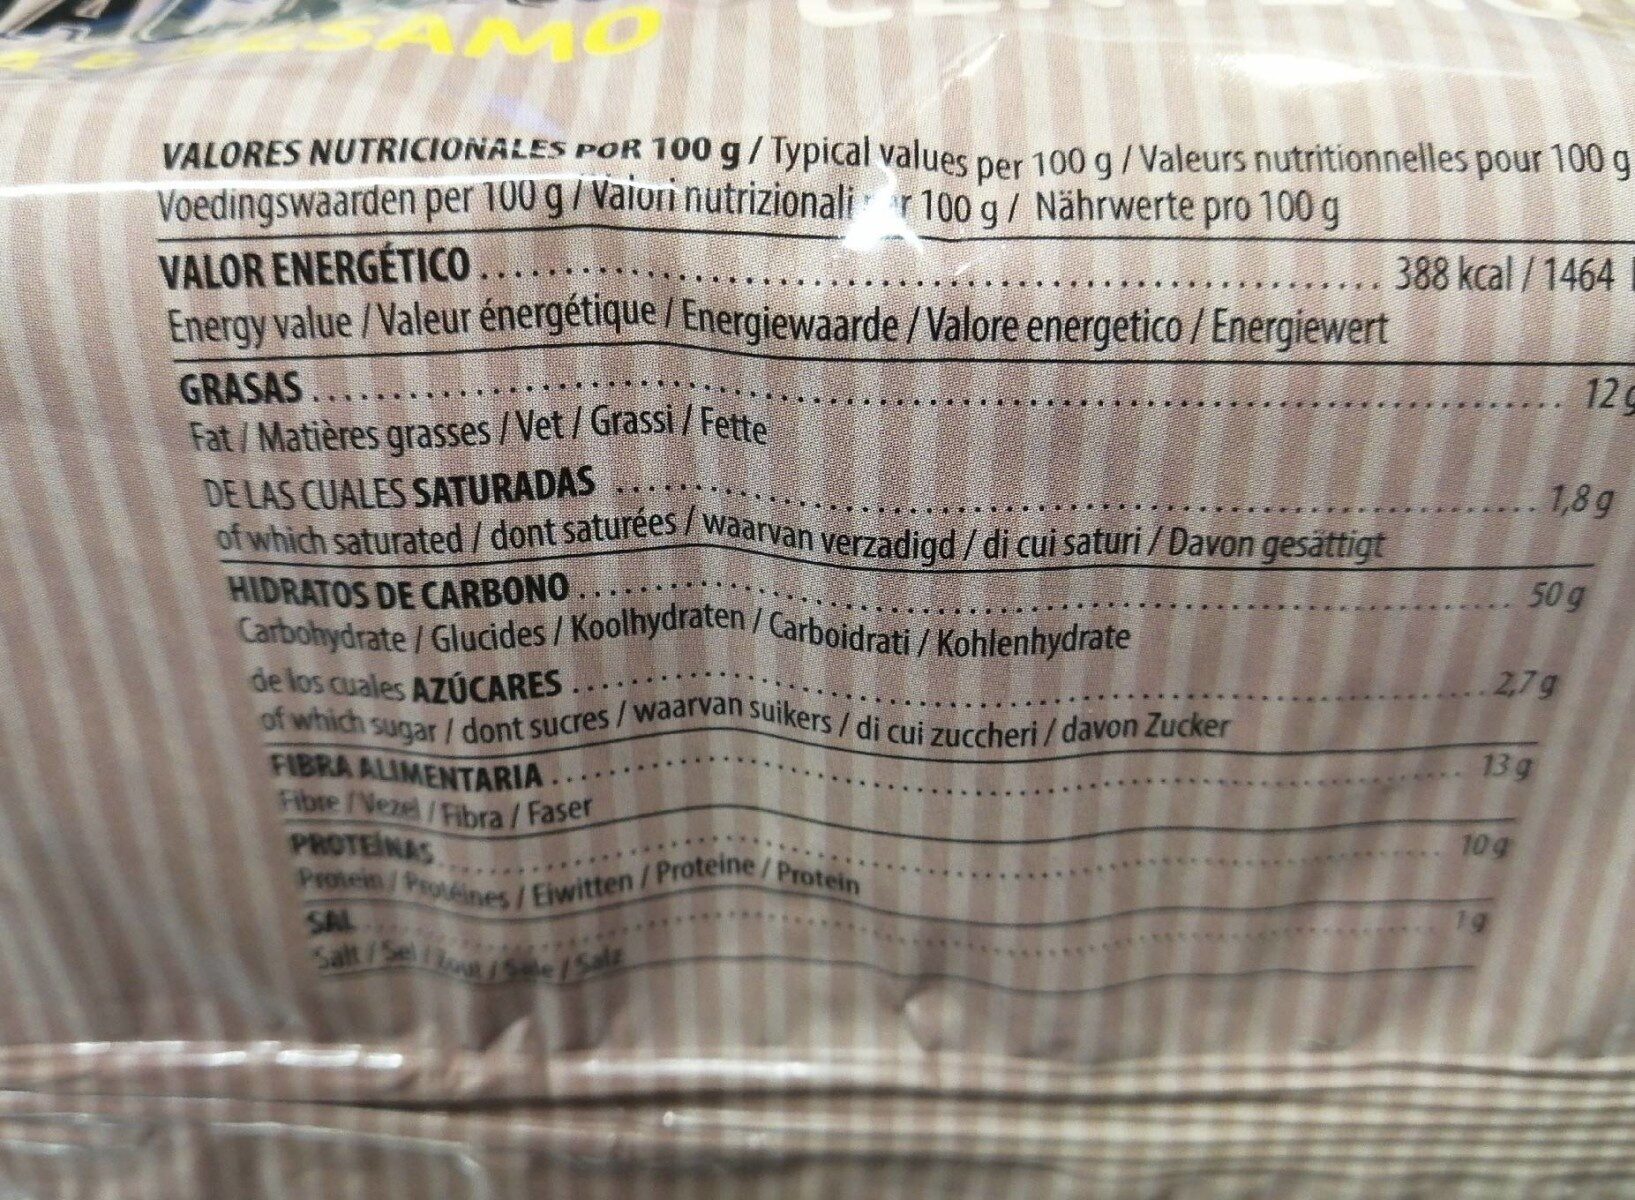 SESAMO
VALORES NUTRICIONALES POR 100 g / Typical values per 100 g / Valeurs nutritionnelles pour 100 g
Voedingswaarden per 100 g / Valori nutrizionali per 100 g / Nährwerte pro 100 g
VALOR ENERGÉTICO ........ 388 kcal / 1464
Energy value / Valeur énergétique / Energiewaarde / Valore energetico / Energiewert
GRASAS ........ 12 g
Fat / Matières grasses / Vet / Grassi / Fette
DE LAS CUALES SATURADAS ........ 1,8 g
of which saturated / dont saturées / waarvan verzadigd / di cui saturi / Davon gesättigt
HIDRATOS DE CARBONO ........ 50 g
Carbohydrate / Glucides / Koolhydraten / Carboidrati / Kohlenhydrate
de los cuales AZÚCARES ........ 2,7 g
of which sugar / dont sucres / waarvan suikers / di cui zuccheri / davon Zucker
FIBRA ALIMENTARIA ........ 13 g
Fibre / Vezel / Fibra / Faser
PROTEÍNAS ........ 10 g
Protein / Protéines / Eiwitten / Proteine / Protein
SAL ........ 1 g
Salt / Sel / Zout / Sale / Salz